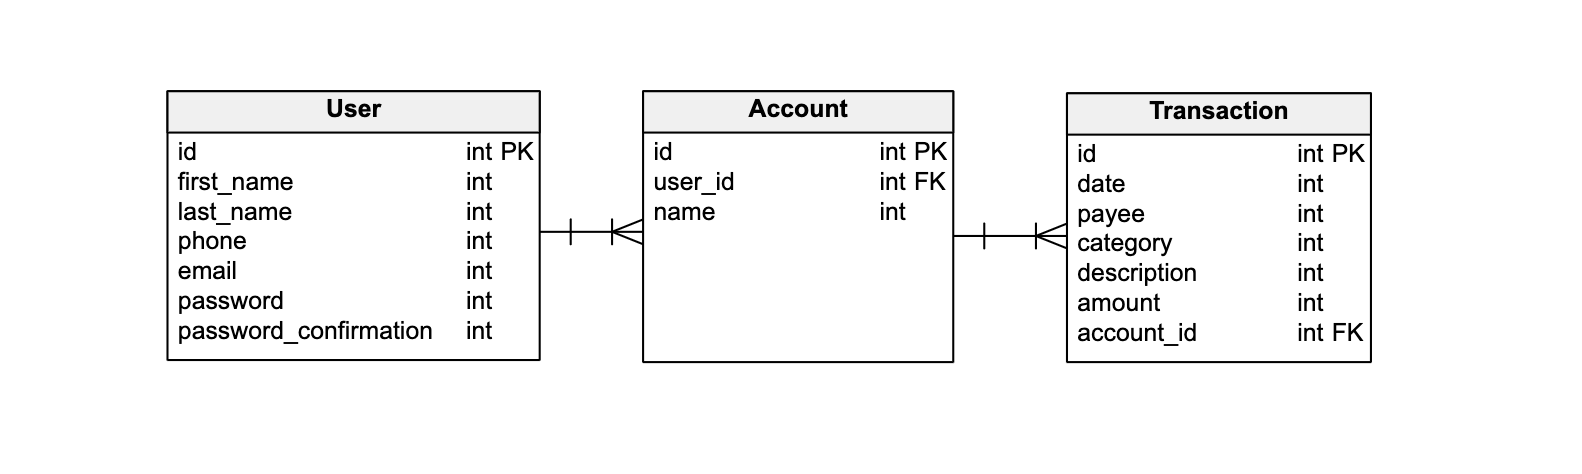 User
id int PK
first_name int
last_name int
phone int
email int
password int
password_confirmation int
Account
id int PK
user_id int FK
name int
Transaction
id int PK
date int
payee int
category int
description int
amount int
account_id int FK